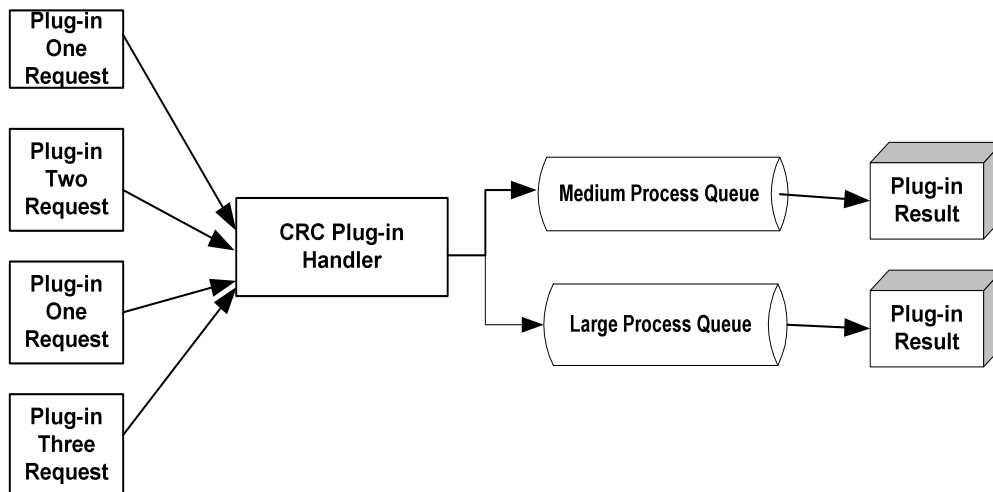 Plug-in
One
Request
Plug-in
Two
Request
Plug-in
One
Request
Plug-in
Three
Request
CRC Plug-in
Handler
Medium Process Queue
Large Process Queue
Plug-in
Result
Plug-in
Result